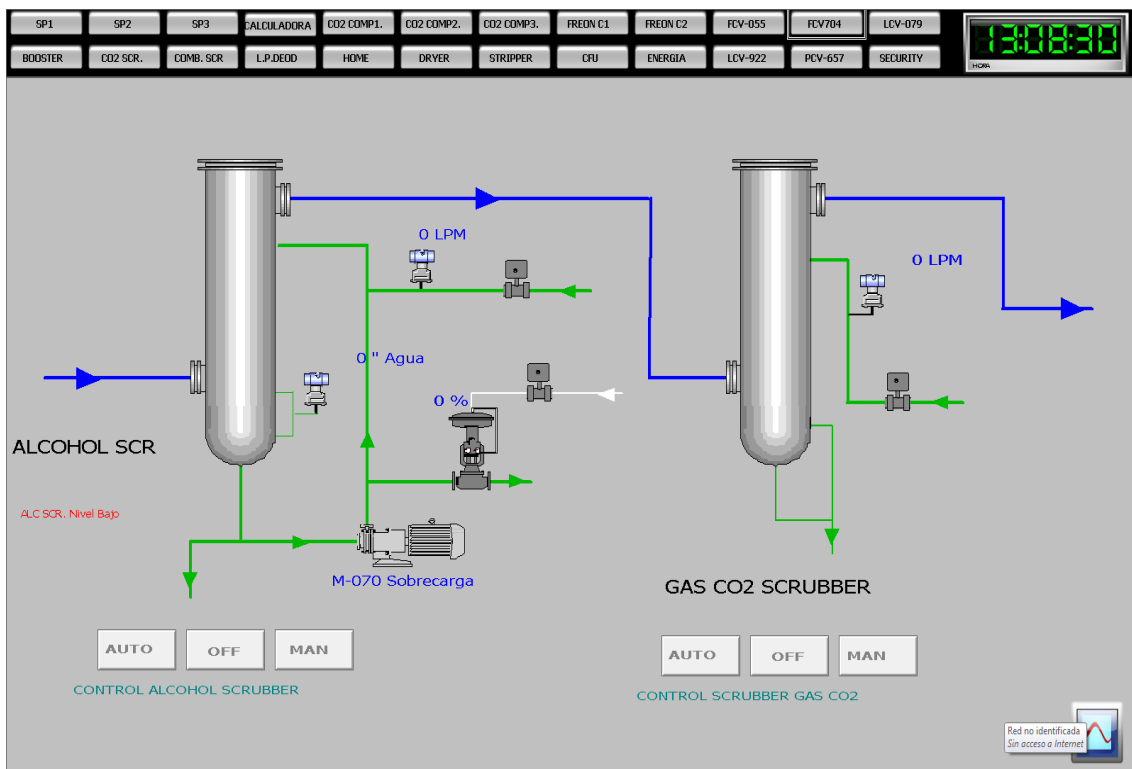 SP1 SP2 SP3 CALCULADORA CO2 COMP1. CO2 COMP2. CO2 COMP3. FREON C1 FREON C2 FCV-055 FCV704 LCV-079
BOOSTER CO2 SCR. COMB. SCR L.P.DEOD HOME DRYER STRIPPER CFU ENERGIA LCV-922 PCV-657 SECURITY
13:08:30
HORA
0 LPM
0 LPM
0 " Agua
0 %
ALCOHOL SCR
ALC SCR. Nivel Bajo
M-070 Sobrecarga
GAS CO2 SCRUBBER
AUTO OFF MAN
AUTO OFF MAN
CONTROL ALCOHOL SCRUBBER
CONTROL SCRUBBER GAS CO2
Red no identificada
Sin acceso a Internet